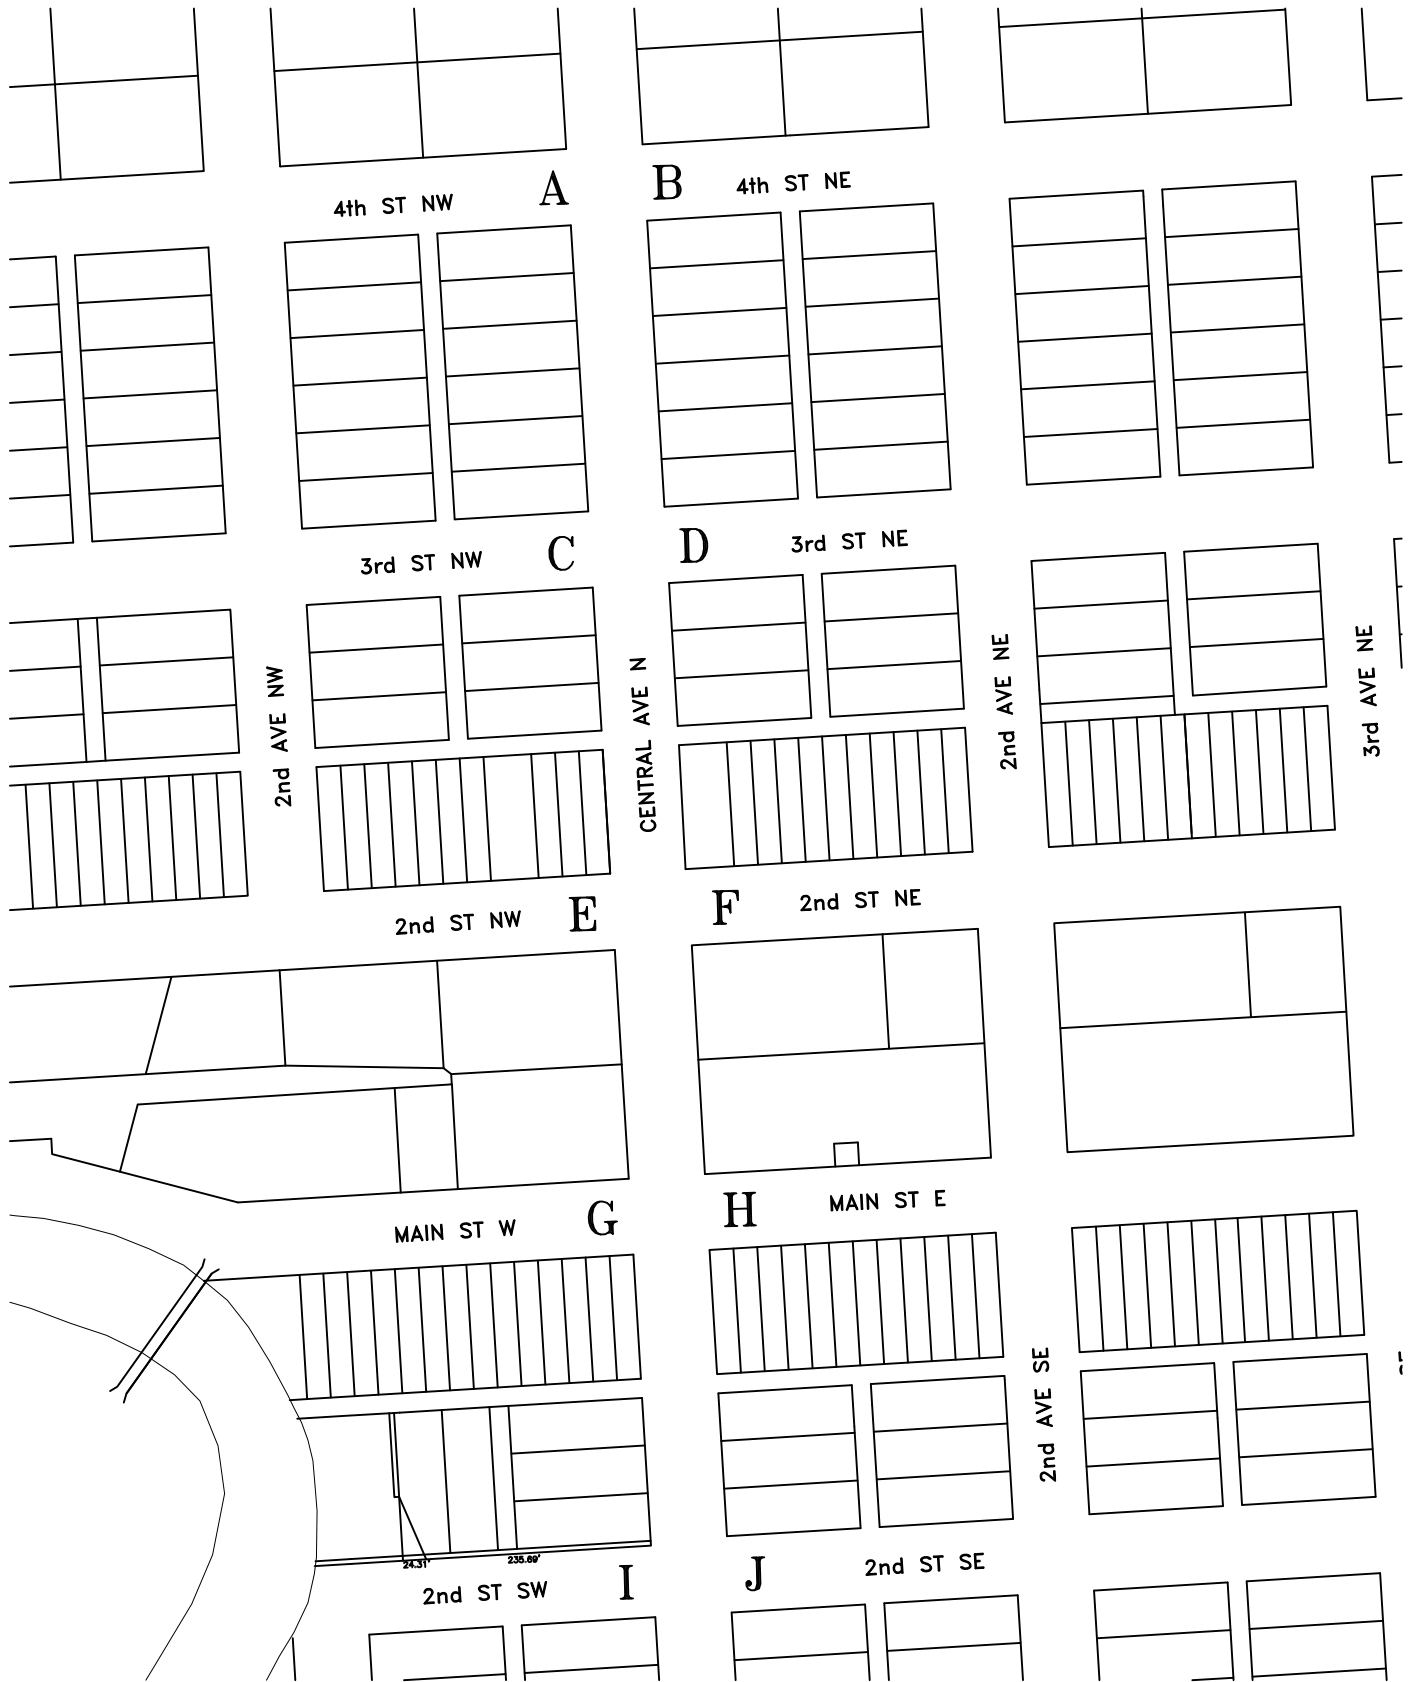 A
B
4th ST NW
4th ST NE
C
D
3rd ST NW
3rd ST NE
2nd AVE NW
CENTRAL AVE N
2nd AVE NE
3rd AVE NE
E
F
2nd ST NW
2nd ST NE
G
H
MAIN ST W
MAIN ST E
2nd AVE SE
24.31'
235.69'
I
J
2nd ST SW
2nd ST SE